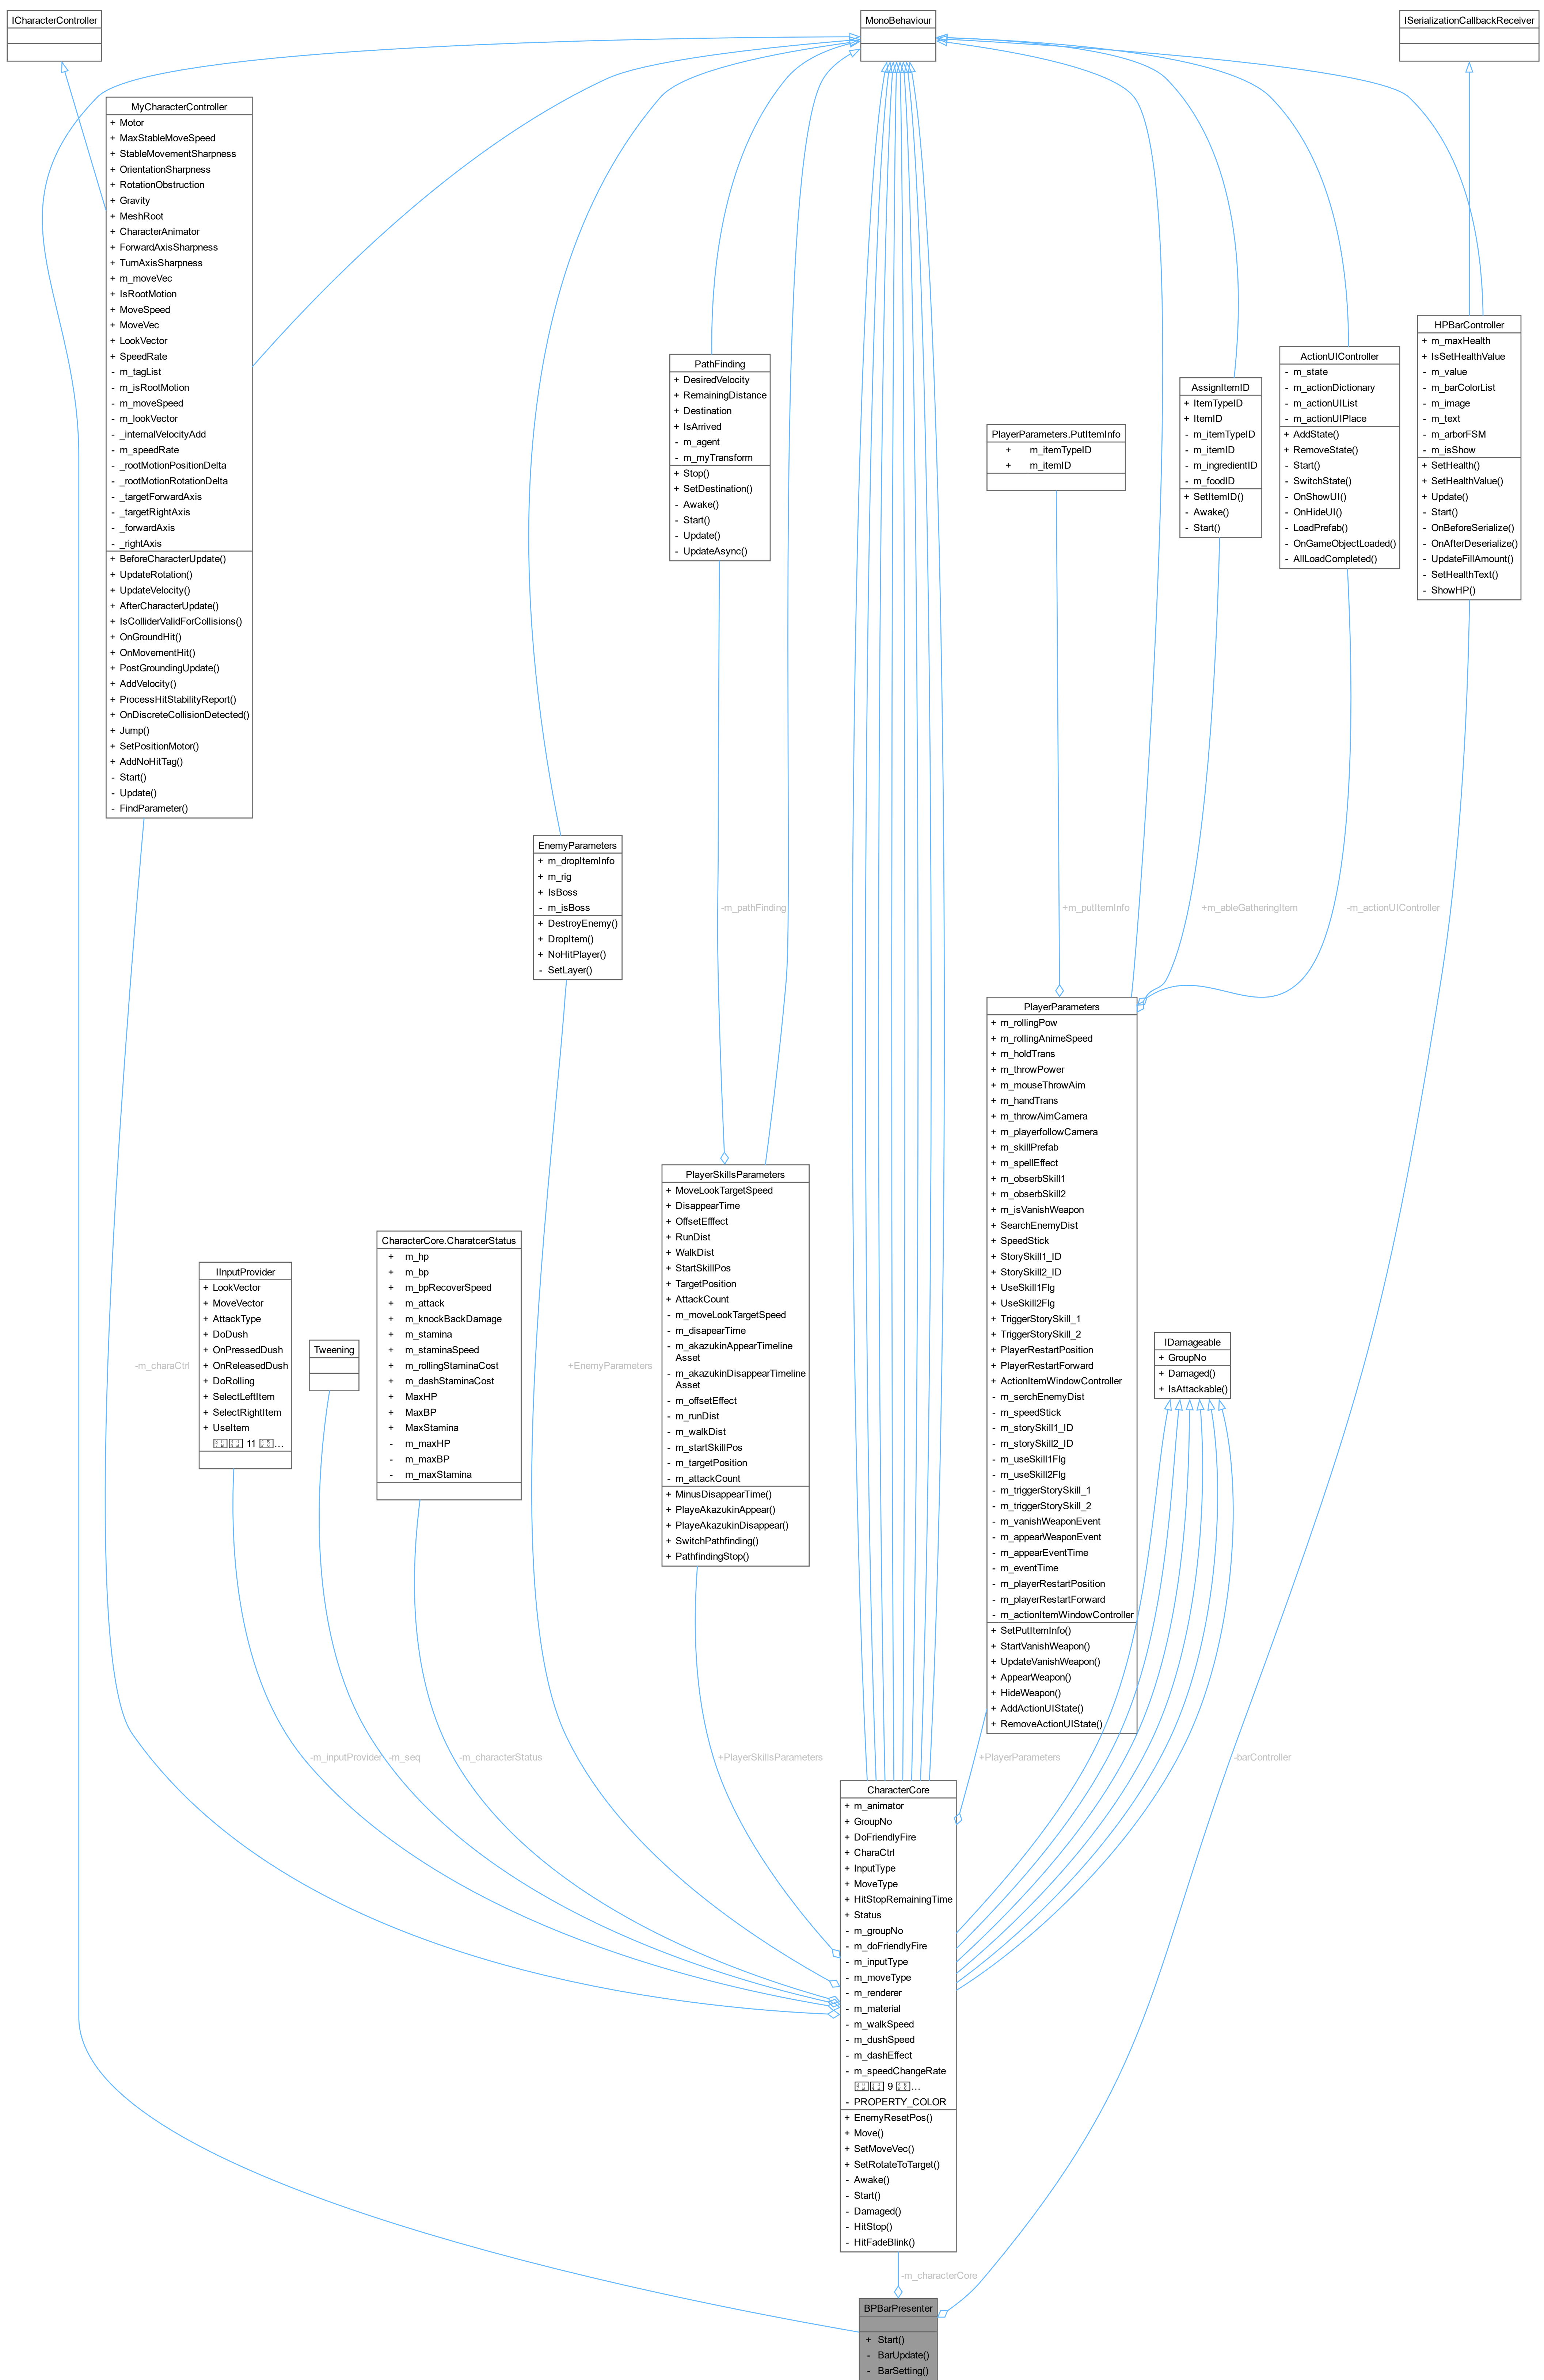 ICharacterController
MonoBehaviour
ISerializationCallbackReceiver
MyCharacterController
+ Motor
+ MaxStableMoveSpeed
+ StableMovementSharpness
+ OrientationSharpness
+ RotationObstruction
+ Gravity
+ MeshRoot
+ CharacterAnimator
+ ForwardAxisSharpness
+ TurnAxisSharpness
+ m_moveVec
+ IsRootMotion
+ MoveSpeed
+ MoveVec
+ LookVector
+ SpeedRate
- m_tagList
- m_isRootMotion
- m_moveSpeed
- m_lookVector
- _internalVelocityAdd
- m_speedRate
- _rootMotionPositionDelta
- _rootMotionRotationDelta
- _targetForwardAxis
- _targetRightAxis
- _forwardAxis
- _rightAxis
+ BeforeCharacterUpdate()
+ UpdateRotation()
+ UpdateVelocity()
+ AfterCharacterUpdate()
+ IsColliderValidForCollisions()
+ OnGroundHit()
+ OnMovementHit()
+ PostGroundingUpdate()
+ AddVelocity()
+ ProcessHitStabilityReport()
+ OnDiscreteCollisionDetected()
+ Jump()
+ SetPositionMotor()
+ AddNoHitTag()
- Start()
- Update()
- FindParameter()
HPBarController
+ m_maxHealth
+ IsSetHealthValue
- m_value
- m_barColorList
- m_image
- m_text
- m_arborFSM
- m_isShow
+ SetHealth()
+ SetHealthValue()
+ Update()
- Start()
- OnBeforeSerialize()
- OnAfterDeserialize()
- UpdateFillAmount()
- SetHealthText()
- ShowHP()
ActionUIController
- m_state
- m_actionDictionary
- m_actionUIList
- m_actionUIPlace
+ AddState()
+ RemoveState()
- Start()
- SwitchState()
- OnShowUI()
- OnHideUI()
- LoadPrefab()
- OnGameObjectLoaded()
- AllLoadCompleted()
PathFinding
+ DesiredVelocity
+ RemainingDistance
+ Destination
+ IsArrived
- m_agent
- m_myTransform
+ Stop()
+ SetDestination()
- Awake()
- Start()
- Update()
- UpdateAsync()
AssignItemID
+ ItemTypeID
+ ItemID
- m_itemTypeID
- m_itemID
- m_ingredientID
- m_foodID
+ SetItemID()
- Awake()
- Start()
PlayerParameters.PutItemInfo
+ m_itemTypeID
+ m_itemID
EnemyParameters
+ m_dropItemInfo
+ m_rig
+ IsBoss
- m_isBoss
+ DestroyEnemy()
+ DropItem()
+ NoHitPlayer()
- SetLayer()
-m_pathFinding
+m_putItemInfo
+m_ableGatheringItem
-m_actionUIController
PlayerParameters
+ m_rollingPow
+ m_rollingAnimeSpeed
+ m_holdTrans
+ m_throwPower
+ m_mouseThrowAim
+ m_handTrans
+ m_throwAimCamera
+ m_playerfollowCamera
+ m_skillPrefab
+ m_spellEffect
+ m_obserbSkill1
+ m_obserbSkill2
+ m_isVanishWeapon
+ SearchEnemyDist
+ SpeedStick
+ StorySkill1_ID
+ StorySkill2_ID
+ UseSkill1Flg
+ UseSkill2Flg
+ TriggerStorySkill_1
+ TriggerStorySkill_2
+ PlayerRestartPosition
+ PlayerRestartForward
+ ActionItemWindowController
- m_serchEnemyDist
- m_speedStick
- m_storySkill1_ID
- m_storySkill2_ID
- m_useSkill1Flg
- m_useSkill2Flg
- m_triggerStorySkill_1
- m_triggerStorySkill_2
- m_vanishWeaponEvent
- m_appearWeaponEvent
- m_appearEventTime
- m_eventTime
- m_playerRestartPosition
- m_playerRestartForward
- m_actionItemWindowController
+ SetPutItemInfo()
+ StartVanishWeapon()
+ UpdateVanishWeapon()
+ AppearWeapon()
+ HideWeapon()
+ AddActionUIState()
+ RemoveActionUIState()
PlayerSkillsParameters
+ MoveLookTargetSpeed
+ DisappearTime
+ OffsetEfffect
+ RunDist
+ WalkDist
+ StartSkillPos
+ TargetPosition
+ AttackCount
- m_moveLookTargetSpeed
- m_disapearTime
- m_akazukinAppearTimeline
Asset
- m_akazukinDisappearTimeline
Asset
- m_offsetEffect
- m_runDist
- m_walkDist
- m_startSkillPos
- m_targetPosition
- m_attackCount
+ MinusDisappearTime()
+ PlayeAkazukinAppear()
+ PlayeAkazukinDisappear()
+ SwitchPathfinding()
+ PathfindingStop()
CharacterCore.CharatcerStatus
+ m_hp
+ m_bp
+ m_bpRecoverSpeed
+ m_attack
+ m_knockBackDamage
+ m_stamina
+ m_staminaSpeed
+ m_rollingStaminaCost
+ m_dashStaminaCost
+ MaxHP
+ MaxBP
+ MaxStamina
- m_maxHP
- m_maxBP
- m_maxStamina
IInputProvider
+ LookVector
+ MoveVector
+ AttackType
+ DoDush
+ OnPressedDush
+ OnReleasedDush
+ DoRolling
+ SelectLeftItem
+ SelectRightItem
+ UseItem
11 ...
Tweening
IDamageable
+ GroupNo
+ Damaged()
+ IsAttackable()
-m_charaCtrl
+EnemyParameters
-m_inputProvider
-m_seq
-m_characterStatus
+PlayerSkillsParameters
+PlayerParameters
-barController
CharacterCore
+ m_animator
+ GroupNo
+ DoFriendlyFire
+ CharaCtrl
+ InputType
+ MoveType
+ HitStopRemainingTime
+ Status
- m_groupNo
- m_doFriendlyFire
- m_inputType
- m_moveType
- m_renderer
- m_material
- m_walkSpeed
- m_dushSpeed
- m_dashEffect
- m_speedChangeRate
9 ...
- PROPERTY_COLOR
+ EnemyResetPos()
+ Move()
+ SetMoveVec()
+ SetRotateToTarget()
- Awake()
- Start()
- Damaged()
- HitStop()
- HitFadeBlink()
-m_characterCore
BPBarPresenter
+ Start()
- BarUpdate()
- BarSetting()